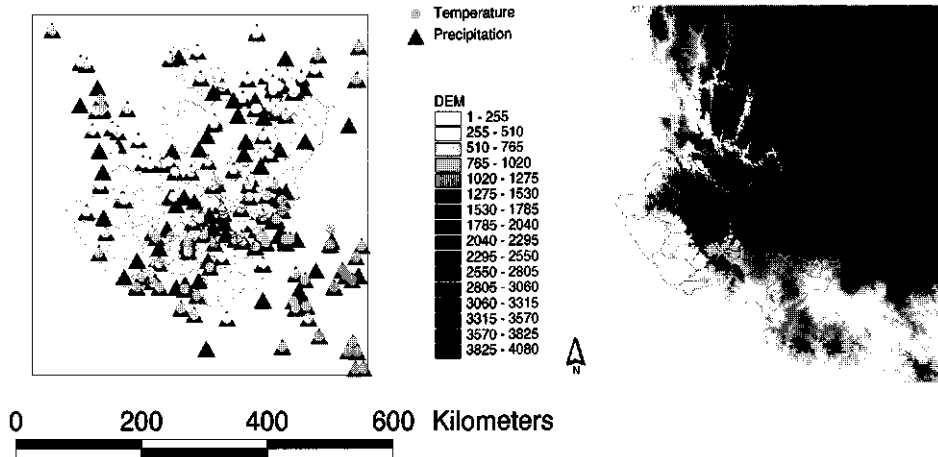 Temperature
Precipitation
DEM
1 - 255
255 - 510
510 - 765
765 - 1020
1020 - 1275
1275 - 1530
1530 - 1785
1785 - 2040
2040 - 2295
2295 - 2550
2550 - 2805
2805 - 3060
3060 - 3315
3315 - 3570
3570 - 3825
3825 - 4080
N
0 200 400 600 Kilometers